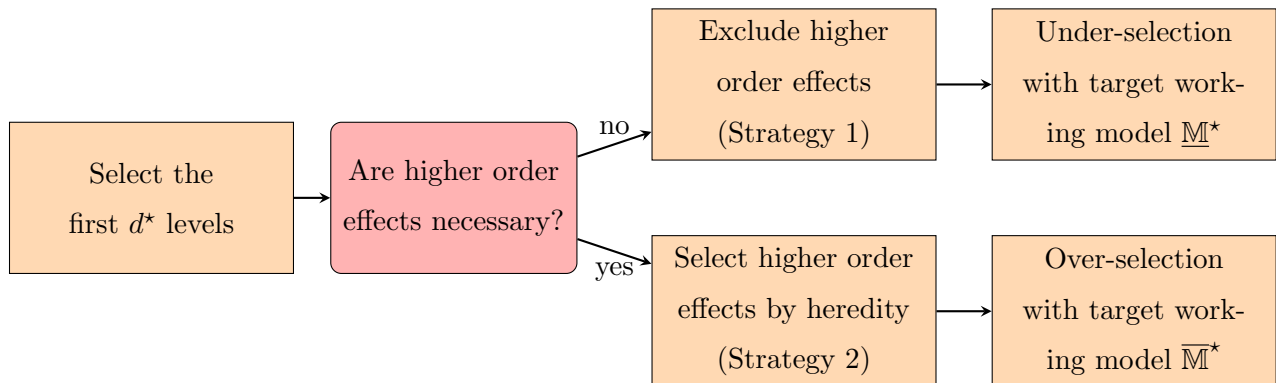 Select the
first d⋆ levels
Are higher order
effects necessary?
no
yes
Exclude higher
order effects
(Strategy 1)
Under-selection
with target work-
ing model 𝕄̲⋆
Select higher order
effects by heredity
(Strategy 2)
Over-selection
with target work-
ing model 𝕄̅⋆